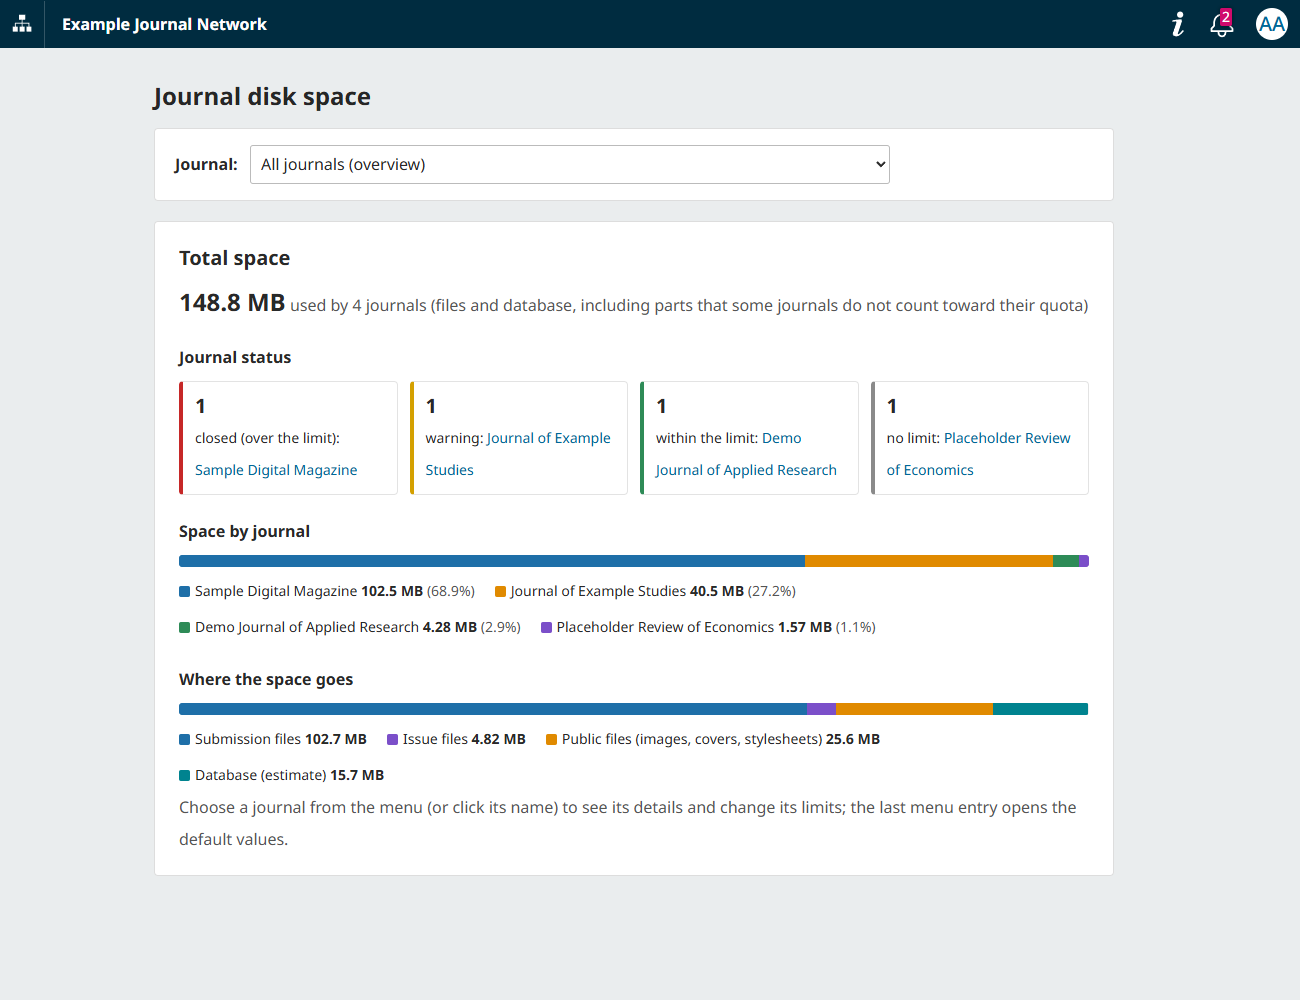 Example Journal Network
2
AA
Journal disk space
Journal: All journals (overview)
Total space
148.8 MB used by 4 journals (files and database, including parts that some journals do not count toward their quota)
Journal status
1
closed (over the limit):
Sample Digital Magazine
1
warning: Journal of Example
Studies
1
within the limit: Demo
Journal of Applied Research
1
no limit: Placeholder Review
of Economics
Space by journal
Sample Digital Magazine 102.5 MB (68.9%) Journal of Example Studies 40.5 MB (27.2%)
Demo Journal of Applied Research 4.28 MB (2.9%) Placeholder Review of Economics 1.57 MB (1.1%)
Where the space goes
Submission files 102.7 MB Issue files 4.82 MB Public files (images, covers, stylesheets) 25.6 MB
Database (estimate) 15.7 MB
Choose a journal from the menu (or click its name) to see its details and change its limits; the last menu entry opens the
default values.